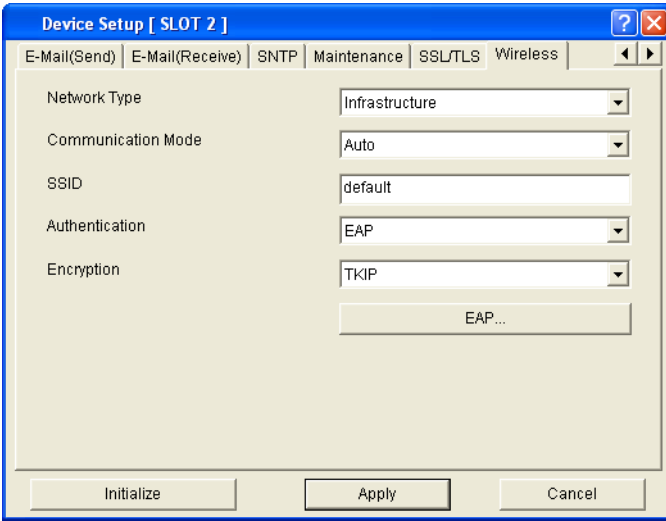 Device Setup [ SLOT 2 ]
?
X
E-Mail(Send) E-Mail(Receive) SNTP Maintenance SSL/TLS Wireless
Network Type Infrastructure
Communication Mode Auto
SSID default
Authentication EAP
Encryption TKIP
EAP...
Initialize Apply Cancel